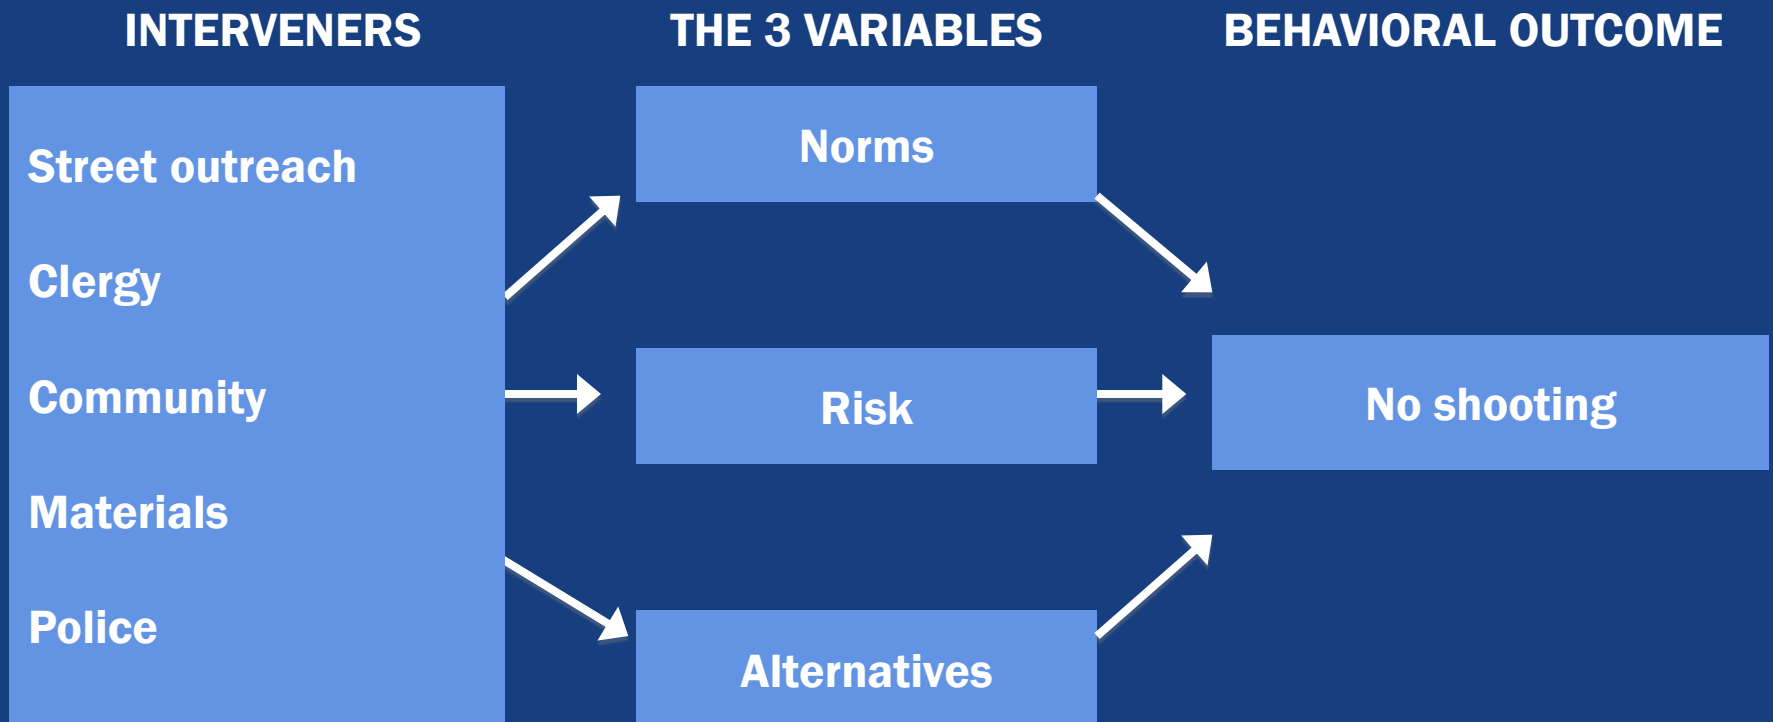 INTERVENERS
THE 3 VARIABLES
BEHAVIORAL OUTCOME
Street outreach
Clergy
Community
Materials
Police
Norms
Risk
Alternatives
No shooting